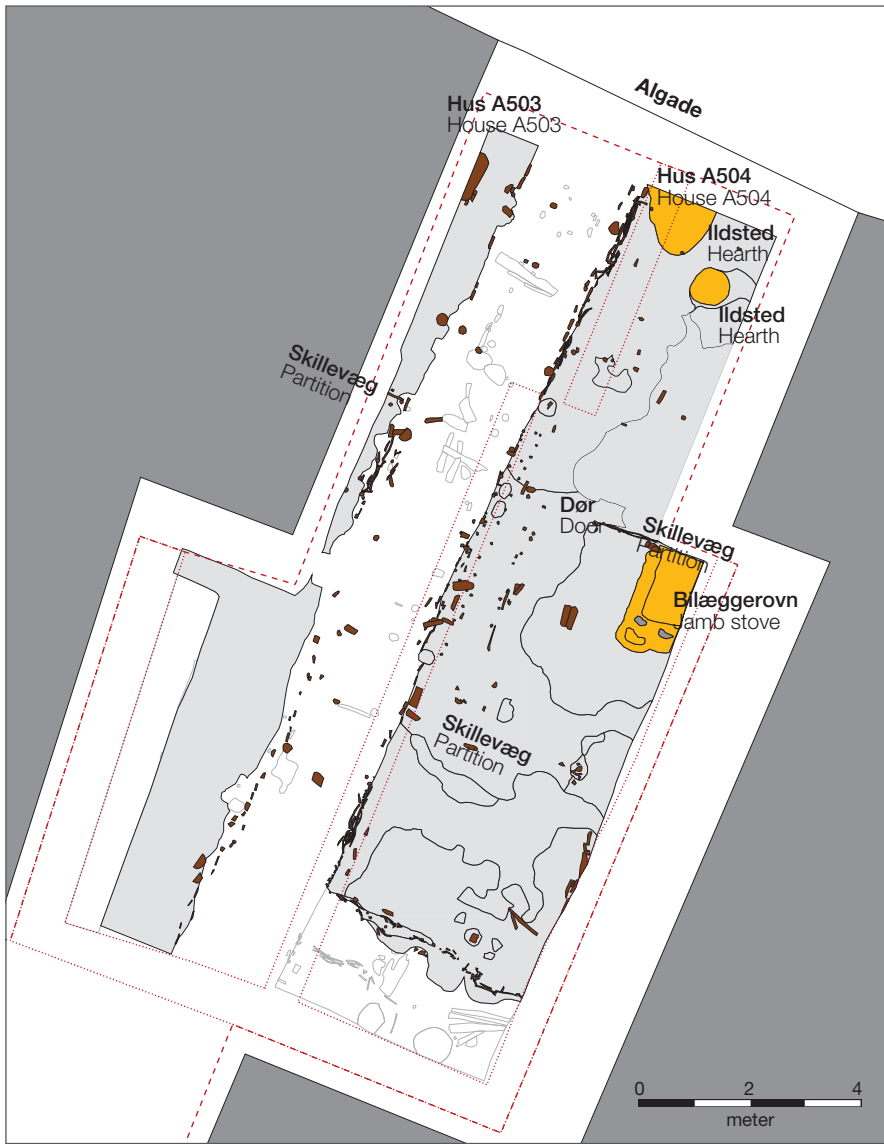 Algade
Hus A503
House A503
Hus A504
House A504
Ildsted
Hearth
Ildsted
Hearth
Skillevæg
Partition
Dør
Door
Skillevæg
Partition
Bilæggerovn
Jamb stove
Skillevæg
Partition
0 2 4
meter